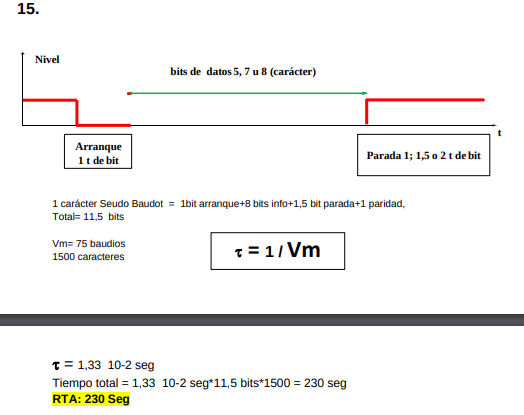 15.
Nivel
bits de datos 5, 7 u 8 (carácter)
t
Arranque
1 t de bit
Parada 1; 1,5 o 2 t de bit
1 carácter Seudo Baudot = 1bit arranque+8 bits info+1,5 bit parada+1 paridad,
Total= 11,5 bits
Vm= 75 baudios
1500 caracteres
τ = 1 / Vm
τ = 1,33 10-2 seg
Tiempo total = 1,33 10-2 seg*11,5 bits*1500 = 230 seg
RTA: 230 Seg